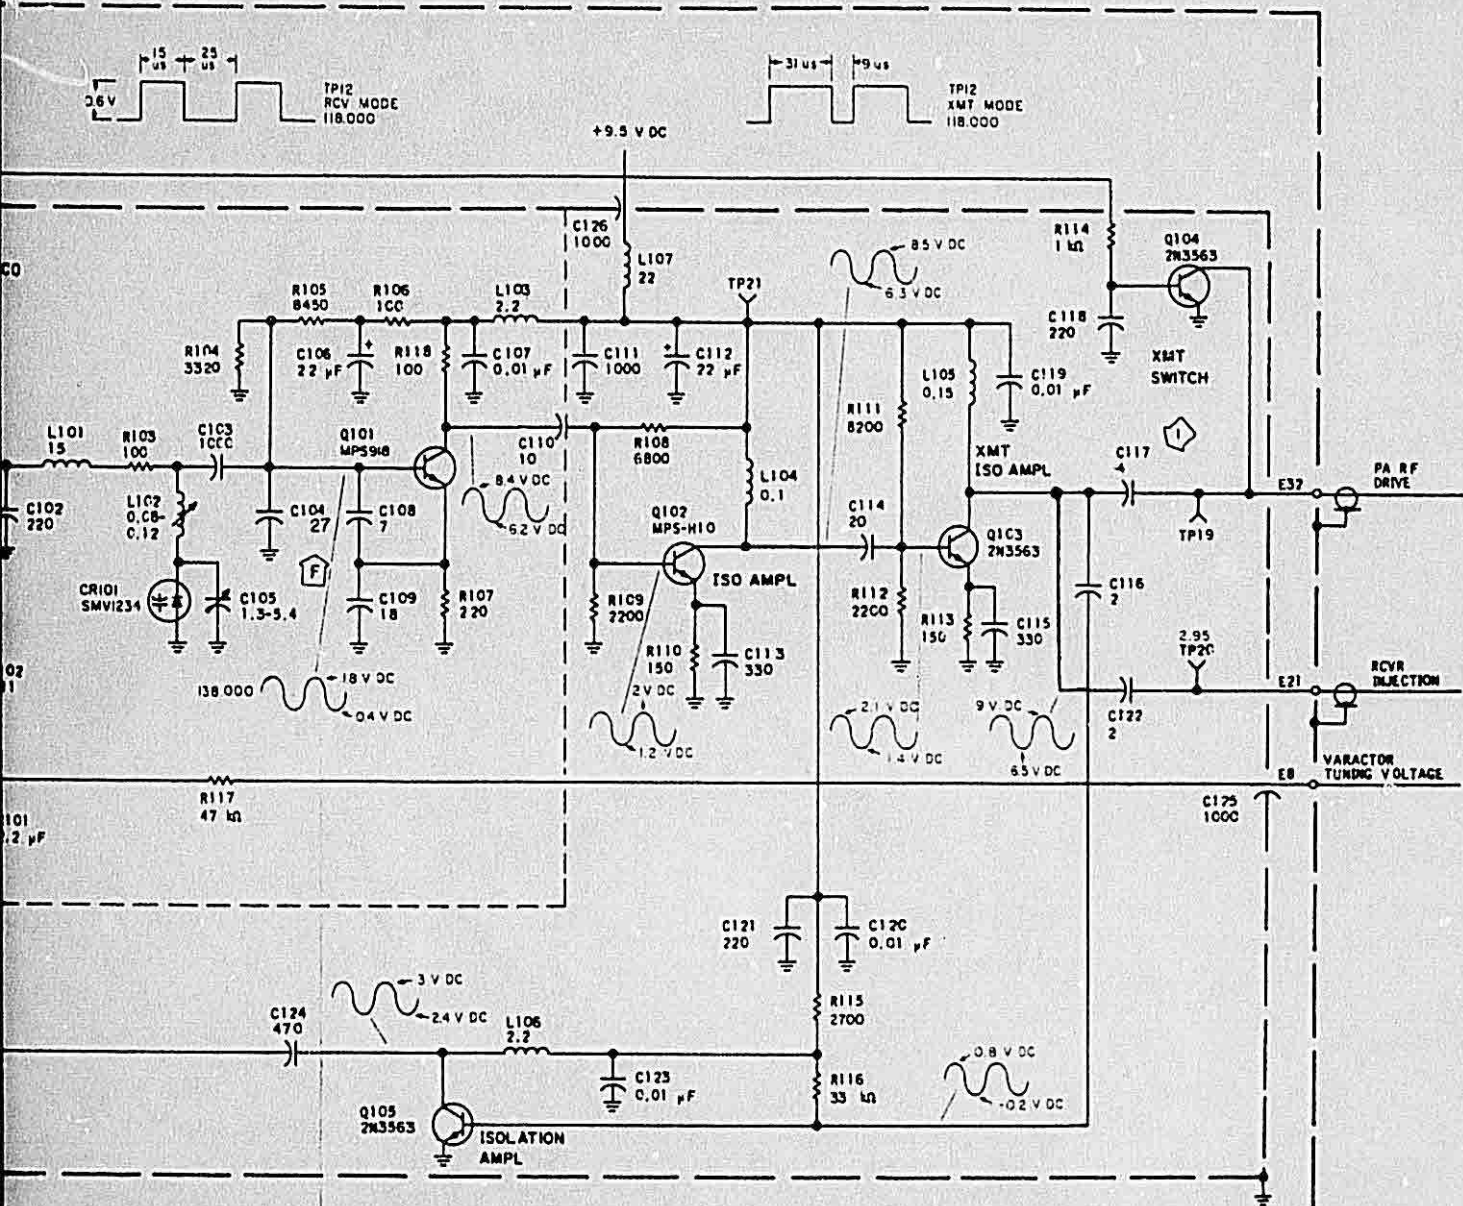 15
us
25
us
0.6 V
TP12
RCV MODE
118.000
31 us
9 us
TP12
XMT MODE
118.000
+9.5 V DC
C126
1000
L107
22
TP21
8.5 V DC
6.3 V DC
R114
1 kΩ
Q104
2N3563
C118
220
XMT
SWITCH
CO
R105
8450
R106
100
L103
2.2
R104
3320
C106
22 µF
+
R118
100
C107
0.01 µF
C111
1000
+
C112
22 µF
L105
0.15
C119
0.01 µF
R111
8200
L101
15
R103
100
C103
1000
Q101
MPS918
C110
10
R108
6800
L104
0.1
XMT
ISO AMPL
C117
4
1
PA RF
DRIVE
E32
TP19
C102
220
L102
0.08-
0.12
C104
27
C108
7
8.4 V DC
6.2 V DC
Q102
MPS-H10
C114
20
Q103
2N3563
ISO AMPL
CR101
SMV1234
C105
1.3-5.4
F
C109
18
R107
220
R109
2200
R112
2200
C116
2
R110
150
C113
330
R113
150
C115
330
2.95
TP20
RCVR
INJECTION
E21
C122
2
102
11
138.000
1.8 V DC
0.4 V DC
2 V DC
1.2 V DC
2.1 V DC
1.4 V DC
9 V DC
6.5 V DC
R117
47 kΩ
E8
VARACTOR
TUNING VOLTAGE
C125
1000
101
.2 µF
C121
220
C120
0.01 µF
3 V DC
2.4 V DC
C124
470
L106
2.2
R115
2700
C123
0.01 µF
R116
33 kΩ
0.8 V DC
-0.2 V DC
Q105
2N3563
ISOLATION
AMPL